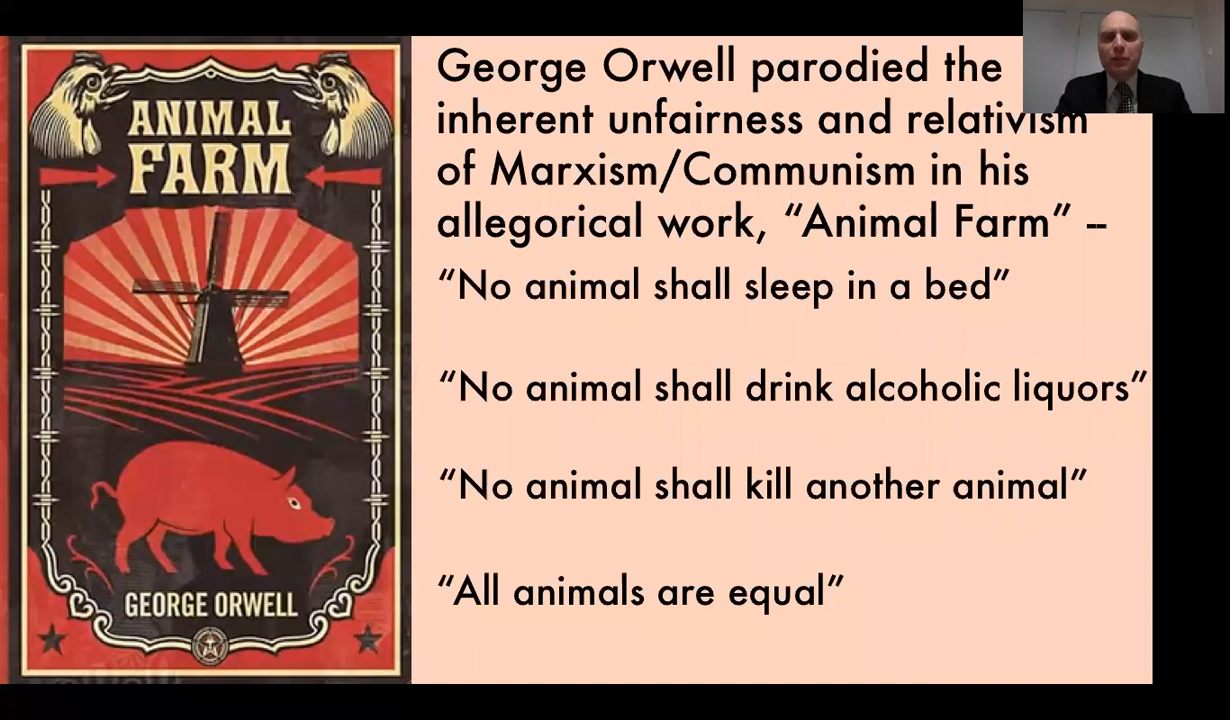 ANIMAL
FARM
GEORGE ORWELL
George Orwell parodied the
inherent unfairness and relativism
of Marxism/Communism in his
allegorical work, “Animal Farm” --
“No animal shall sleep in a bed”
“No animal shall drink alcoholic liquors”
“No animal shall kill another animal”
“All animals are equal”